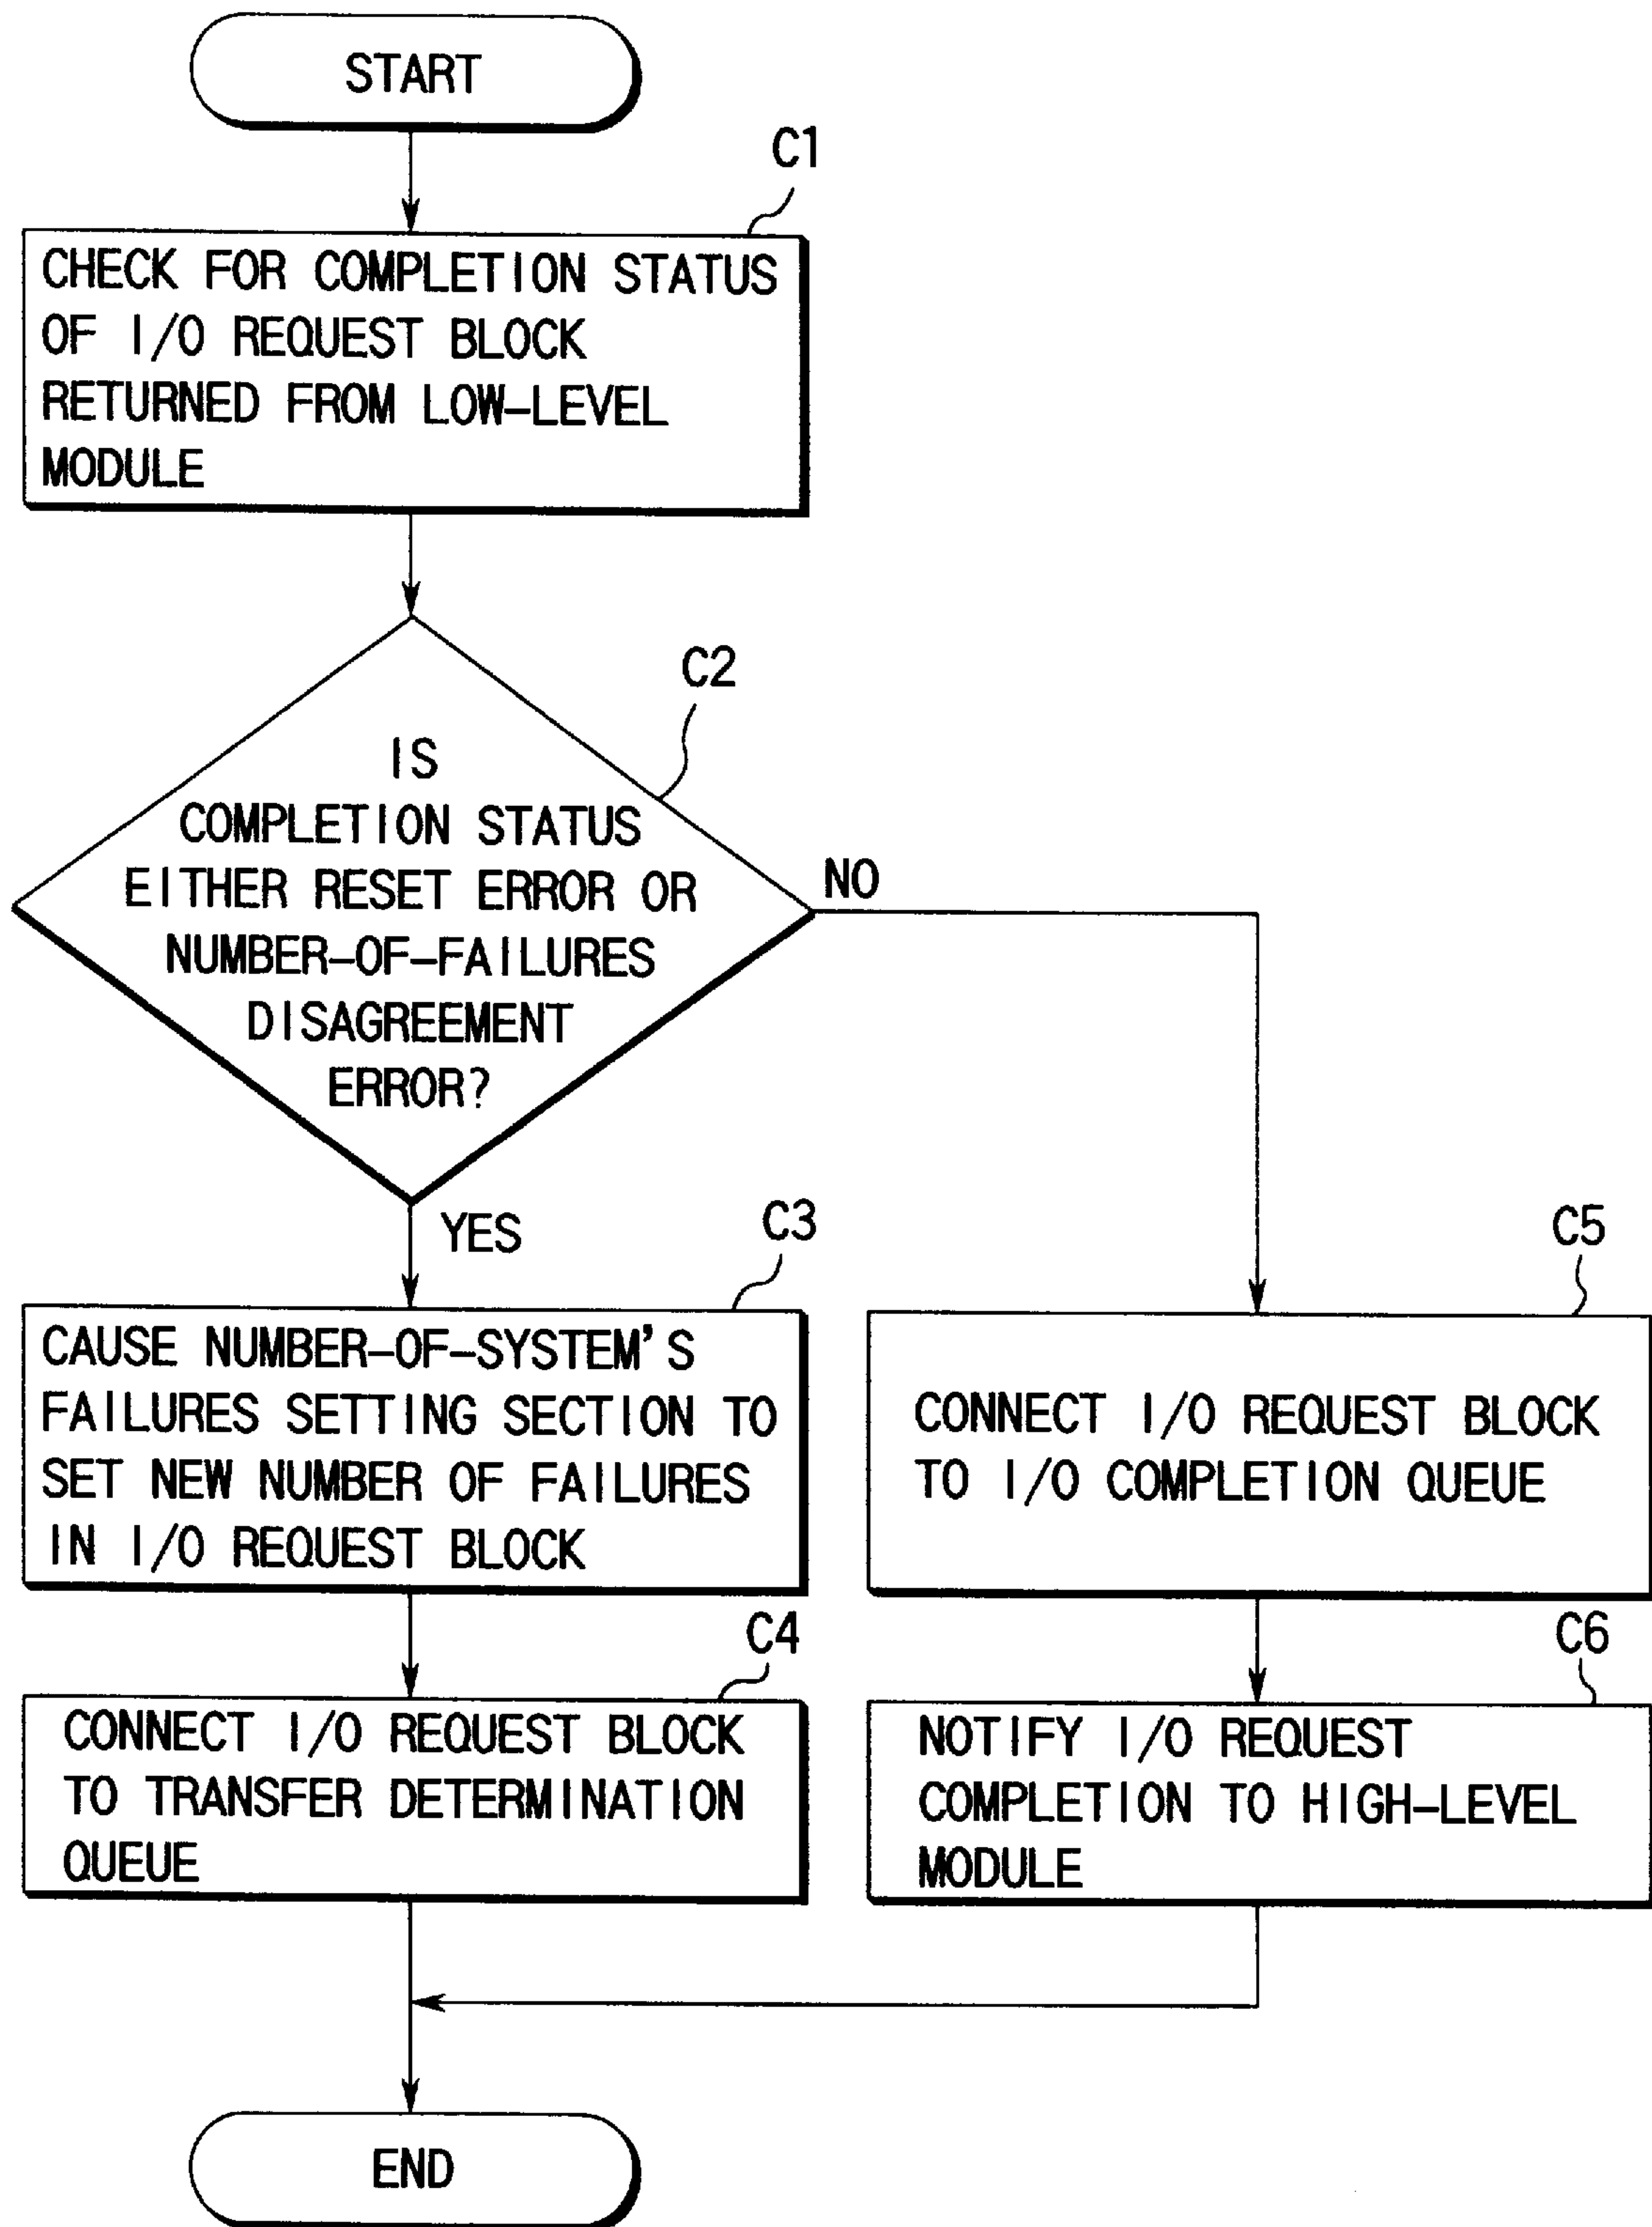 START
C1
CHECK FOR COMPLETION STATUS
OF I/O REQUEST BLOCK
RETURNED FROM LOW-LEVEL
MODULE
C2
IS
COMPLETION STATUS
EITHER RESET ERROR OR
NUMBER-OF-FAILURES
DISAGREEMENT
ERROR?
NO
YES
C3
CAUSE NUMBER-OF-SYSTEM'S
FAILURES SETTING SECTION TO
SET NEW NUMBER OF FAILURES
IN I/O REQUEST BLOCK
C4
CONNECT I/O REQUEST BLOCK
TO TRANSFER DETERMINATION
QUEUE
C5
CONNECT I/O REQUEST BLOCK
TO I/O COMPLETION QUEUE
C6
NOTIFY I/O REQUEST
COMPLETION TO HIGH-LEVEL
MODULE
END